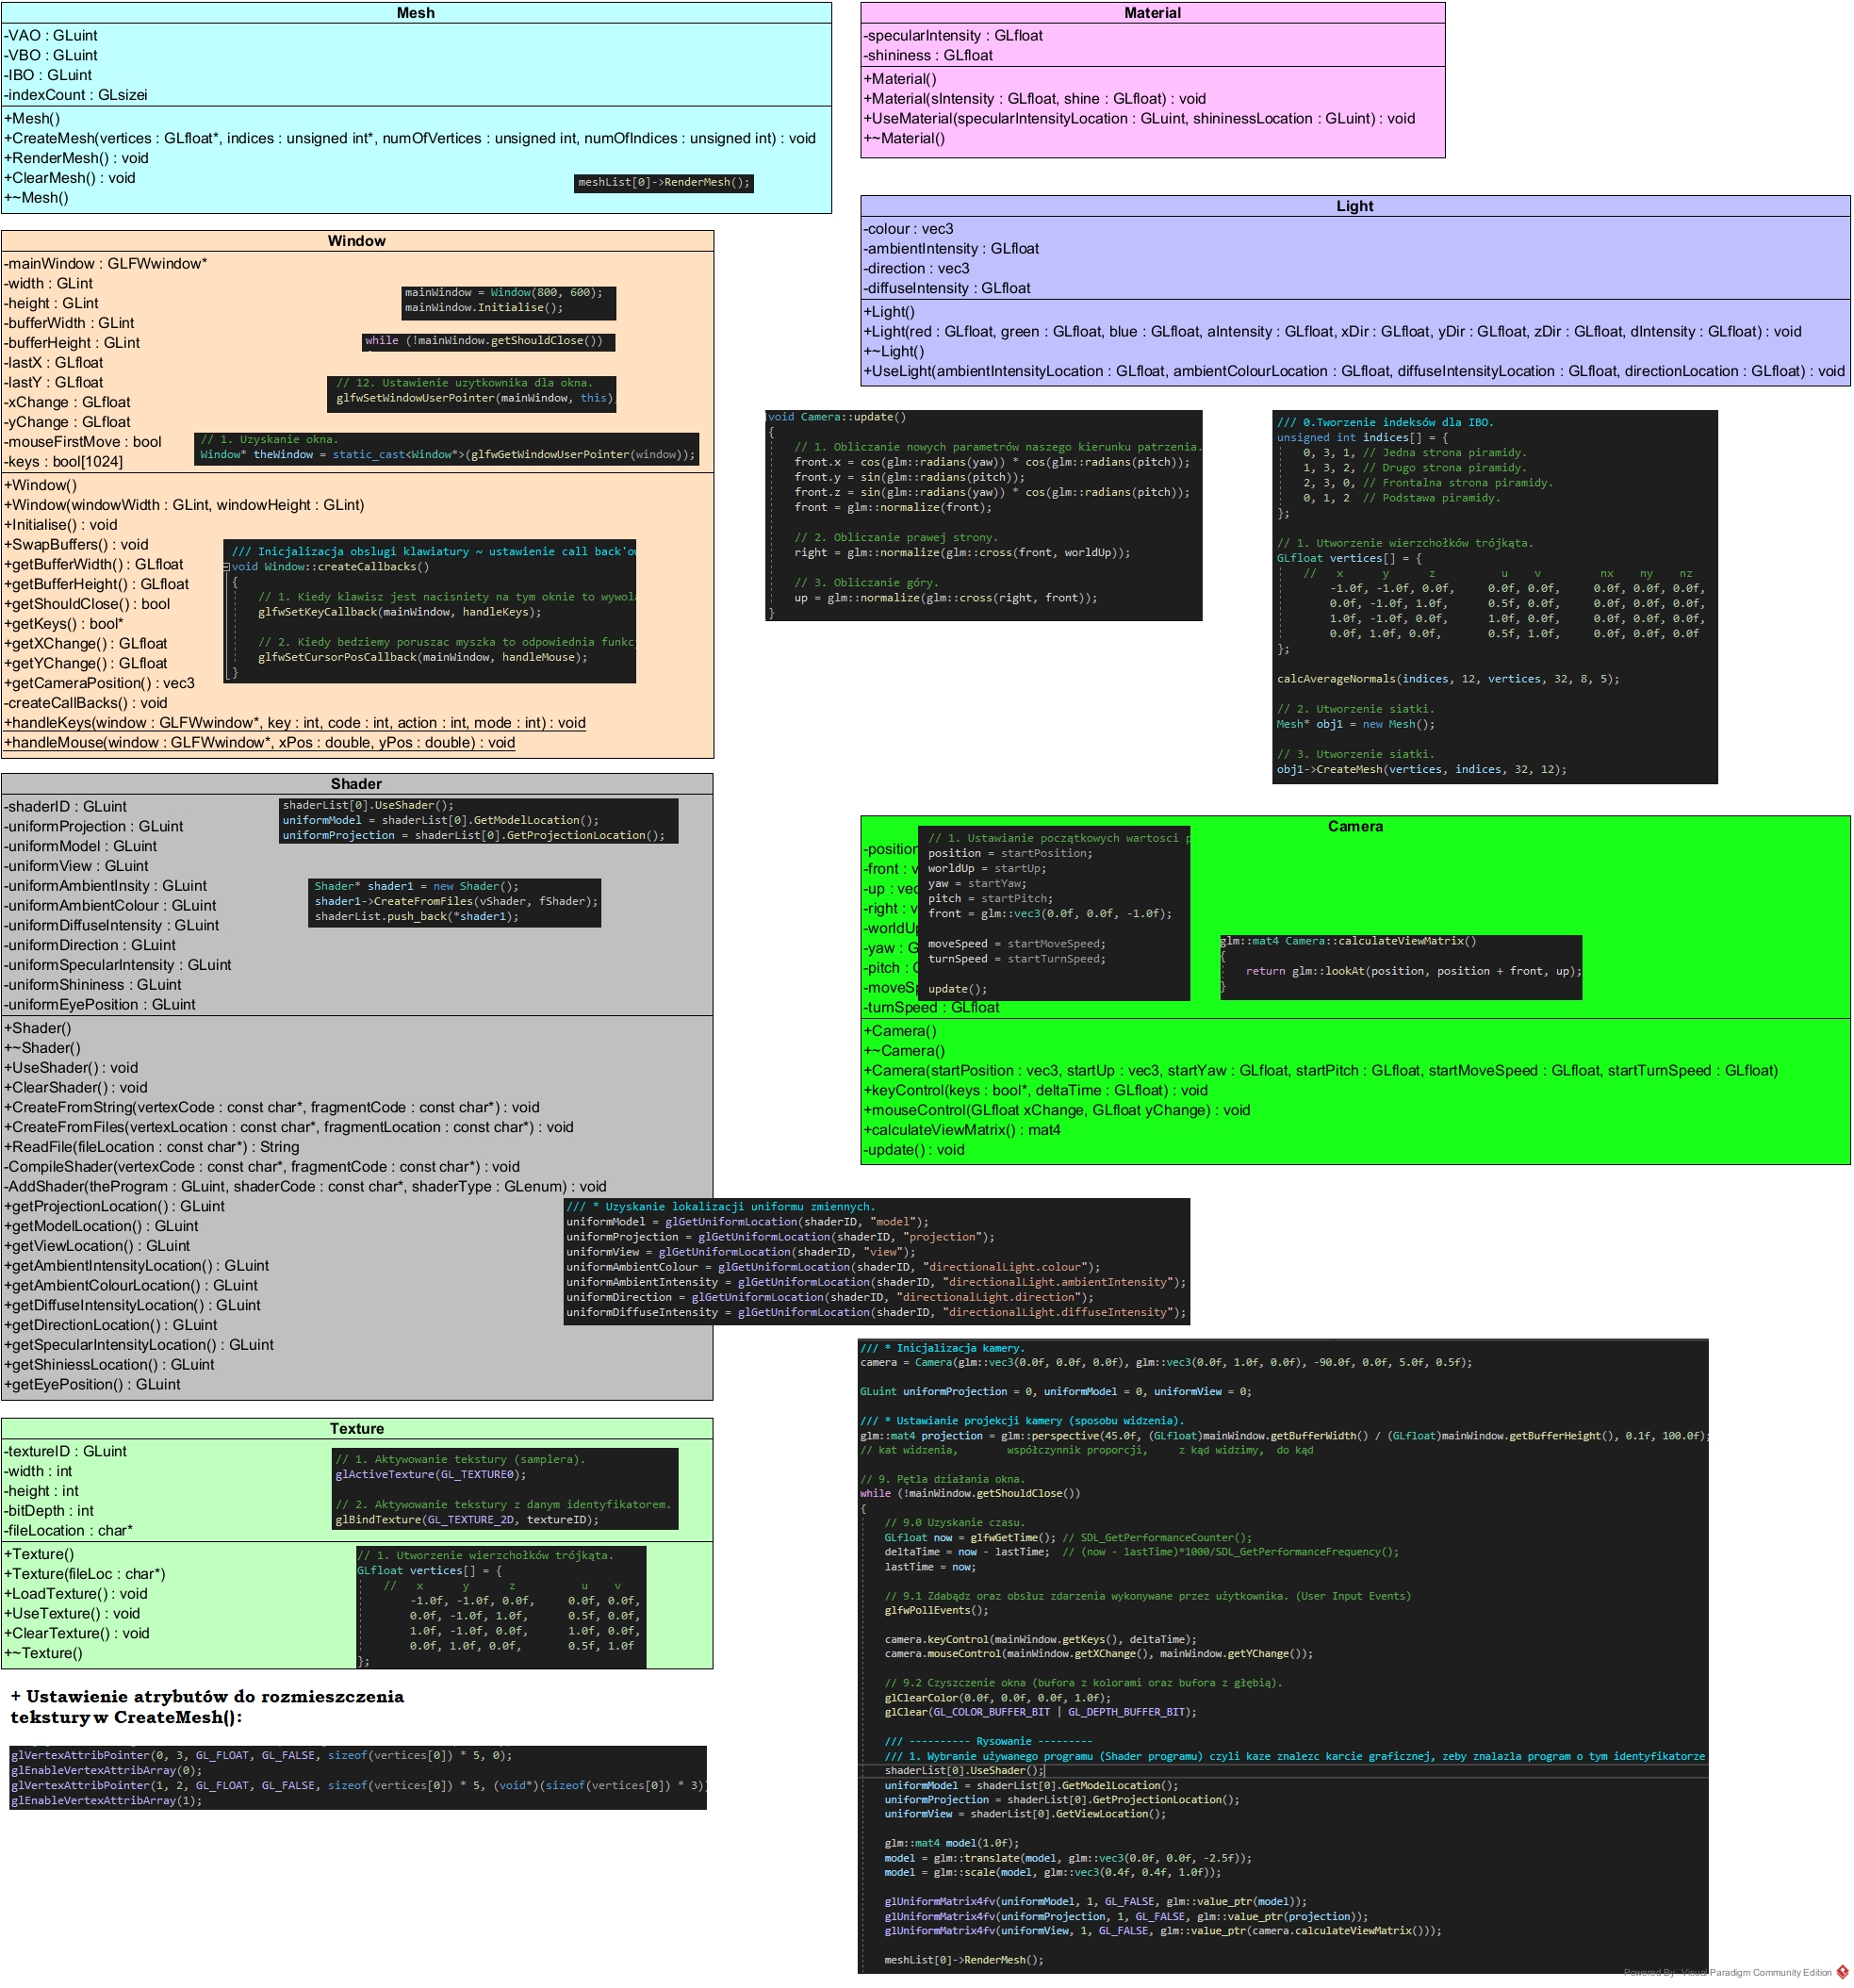 Mesh
-VAO : GLuint
-VBO : GLuint
-IBO : GLuint
-indexCount : GLsizei
+Mesh()
+CreateMesh(vertices : GLfloat*, indices : unsigned int*, numOfVertices : unsigned int, numOfIndices : unsigned int) : void
+RenderMesh() : void
+ClearMesh() : void
+~Mesh()
meshList[0]->RenderMesh();
Material
-specularIntensity : GLfloat
-shininess : GLfloat
+Material()
+Material(sIntensity : GLfloat, shine : GLfloat) : void
+UseMaterial(specularIntensityLocation : GLuint, shininessLocation : GLuint) : void
+~Material()
Light
-colour : vec3
-ambientIntensity : GLfloat
-direction : vec3
-diffuseIntensity : GLfloat
+Light()
+Light(red : GLfloat, green : GLfloat, blue : GLfloat, aIntensity : GLfloat, xDir : GLfloat, yDir : GLfloat, zDir : GLfloat, dIntensity : GLfloat) : void
+~Light()
+UseLight(ambientIntensityLocation : GLfloat, ambientColourLocation : GLfloat, diffuseIntensityLocation : GLfloat, directionLocation : GLfloat) : void
Window
-mainWindow : GLFWwindow*
-width : GLint
-height : GLint
-bufferWidth : GLint
-bufferHeight : GLint
-lastX : GLfloat
-lastY : GLfloat
-xChange : GLfloat
-yChange : GLfloat
-mouseFirstMove : bool
-keys : bool[1024]
mainWindow = Window(800, 600);
mainWindow.Initialise();
while (!mainWindow.getShouldClose())
// 12. Ustawienie uzytkownika dla okna.
glfwSetWindowUserPointer(mainWindow, this)
// 1. Uzyskanie okna.
Window* theWindow = static_cast<Window*>(glfwGetWindowUserPointer(window));
+Window()
+Window(windowWidth : GLint, windowHeight : GLint)
+Initialise() : void
+SwapBuffers() : void
+getBufferWidth() : GLfloat
+getBufferHeight() : GLfloat
+getShouldClose() : bool
+getKeys() : bool*
+getXChange() : GLfloat
+getYChange() : GLfloat
+getCameraPosition() : vec3
-createCallBacks() : void
+handleKeys(window : GLFWwindow*, key : int, code : int, action : int, mode : int) : void
+handleMouse(window : GLFWwindow*, xPos : double, yPos : double) : void
/// Inicjalizacja obslugi klawiatury ~ ustawienie call back'ow
void Window::createCallbacks()
{
// 1. Kiedy klawisz jest nacisniety na tym oknie to wywola
glfwSetKeyCallback(mainWindow, handleKeys);
// 2. Kiedy bedziemy poruszac myszka to odpowiednia funkc
glfwSetCursorPosCallback(mainWindow, handleMouse);
}
void Camera::update()
{
// 1. Obliczanie nowych parametrów naszego kierunku patrzenia.
front.x = cos(glm::radians(yaw)) * cos(glm::radians(pitch));
front.y = sin(glm::radians(pitch));
front.z = sin(glm::radians(yaw)) * cos(glm::radians(pitch));
front = glm::normalize(front);
// 2. Obliczanie prawej strony.
right = glm::normalize(glm::cross(front, worldUp));
// 3. Obliczanie góry.
up = glm::normalize(glm::cross(right, front));
}
/// 0.Tworzenie indeksów dla IBO.
unsigned int indices[] = {
0, 3, 1, // Jedna strona piramidy.
1, 3, 2, // Drugo strona piramidy.
2, 3, 0, // Frontalna strona piramidy.
0, 1, 2 // Podstawa piramidy.
};
// 1. Utworzenie wierzchołków trójkąta.
GLfloat vertices[] = {
// x y z u v nx ny nz
-1.0f, -1.0f, 0.0f, 0.0f, 0.0f, 0.0f, 0.0f, 0.0f,
0.0f, -1.0f, 1.0f, 0.5f, 0.0f, 0.0f, 0.0f, 0.0f,
1.0f, -1.0f, 0.0f, 1.0f, 0.0f, 0.0f, 0.0f, 0.0f,
0.0f, 1.0f, 0.0f, 0.5f, 1.0f, 0.0f, 0.0f, 0.0f
};
calcAverageNormals(indices, 12, vertices, 32, 8, 5);
// 2. Utworzenie siatki.
Mesh* obj1 = new Mesh();
// 3. Utworzenie siatki.
obj1->CreateMesh(vertices, indices, 32, 12);
Shader
-shaderID : GLuint
-uniformProjection : GLuint
-uniformModel : GLuint
-uniformView : GLuint
-uniformAmbientInsity : GLuint
-uniformAmbientColour : GLuint
-uniformDiffuseIntensity : GLuint
-uniformDirection : GLuint
-uniformSpecularIntensity : GLuint
-uniformShininess : GLuint
-uniformEyePosition : GLuint
shaderList[0].UseShader();
uniformModel = shaderList[0].GetModelLocation();
uniformProjection = shaderList[0].GetProjectionLocation();
Shader* shader1 = new Shader();
shader1->CreateFromFiles(vShader, fShader);
shaderList.push_back(*shader1);
+Shader()
+~Shader()
+UseShader() : void
+ClearShader() : void
+CreateFromString(vertexCode : const char*, fragmentCode : const char*) : void
+CreateFromFiles(vertexLocation : const char*, fragmentLocation : const char*) : void
+ReadFile(fileLocation : const char*) : String
-CompileShader(vertexCode : const char*, fragmentCode : const char*) : void
-AddShader(theProgram : GLuint, shaderCode : const char*, shaderType : GLenum) : void
+getProjectionLocation() : GLuint
+getModelLocation() : GLuint
+getViewLocation() : GLuint
+getAmbientIntensityLocation() : GLuint
+getAmbientColourLocation() : GLuint
+getDiffuseIntensityLocation() : GLuint
+getDirectionLocation() : GLuint
+getSpecularIntensityLocation() : GLuint
+getShiniessLocation() : GLuint
+getEyePosition() : GLuint
Camera
-position
-front : v
-up : vec
-right : v
-worldUp
-yaw : G
-pitch : G
-moveSp
-turnSpeed : GLfloat
// 1. Ustawianie początkowych wartosci p
position = startPosition;
worldUp = startUp;
yaw = startYaw;
pitch = startPitch;
front = glm::vec3(0.0f, 0.0f, -1.0f);
moveSpeed = startMoveSpeed;
turnSpeed = startTurnSpeed;
update();
glm::mat4 Camera::calculateViewMatrix()
{
return glm::lookAt(position, position + front, up);
}
+Camera()
+~Camera()
+Camera(startPosition : vec3, startUp : vec3, startYaw : GLfloat, startPitch : GLfloat, startMoveSpeed : GLfloat, startTurnSpeed : GLfloat)
+keyControl(keys : bool*, deltaTime : GLfloat) : void
+mouseControl(GLfloat xChange, GLfloat yChange) : void
+calculateViewMatrix() : mat4
-update() : void
/// * Uzyskanie lokalizacji uniformu zmiennych.
uniformModel = glGetUniformLocation(shaderID, "model");
uniformProjection = glGetUniformLocation(shaderID, "projection");
uniformView = glGetUniformLocation(shaderID, "view");
uniformAmbientColour = glGetUniformLocation(shaderID, "directionalLight.colour");
uniformAmbientIntensity = glGetUniformLocation(shaderID, "directionalLight.ambientIntensity");
uniformDirection = glGetUniformLocation(shaderID, "directionalLight.direction");
uniformDiffuseIntensity = glGetUniformLocation(shaderID, "directionalLight.diffuseIntensity");
Texture
-textureID : GLuint
-width : int
-height : int
-bitDepth : int
-fileLocation : char*
// 1. Aktywowanie tekstury (samplera).
glActiveTexture(GL_TEXTURE0);
// 2. Aktywowanie tekstury z danym identyfikatorem.
glBindTexture(GL_TEXTURE_2D, textureID);
+Texture()
+Texture(fileLoc : char*)
+LoadTexture() : void
+UseTexture() : void
+ClearTexture() : void
+~Texture()
// 1. Utworzenie wierzchołków trójkąta.
GLfloat vertices[] = {
// x y z u v
-1.0f, -1.0f, 0.0f, 0.0f, 0.0f,
0.0f, -1.0f, 1.0f, 0.5f, 0.0f,
1.0f, -1.0f, 0.0f, 1.0f, 0.0f,
0.0f, 1.0f, 0.0f, 0.5f, 1.0f
};
+ Ustawienie atrybutów do rozmieszczenia
tekstury w CreateMesh():
glVertexAttribPointer(0, 3, GL_FLOAT, GL_FALSE, sizeof(vertices[0]) * 5, 0);
glEnableVertexAttribArray(0);
glVertexAttribPointer(1, 2, GL_FLOAT, GL_FALSE, sizeof(vertices[0]) * 5, (void*)(sizeof(vertices[0]) * 3)
glEnableVertexAttribArray(1);
/// * Inicjalizacja kamery.
camera = Camera(glm::vec3(0.0f, 0.0f, 0.0f), glm::vec3(0.0f, 1.0f, 0.0f), -90.0f, 0.0f, 5.0f, 0.5f);
GLuint uniformProjection = 0, uniformModel = 0, uniformView = 0;
/// * Ustawianie projekcji kamery (sposobu widzenia).
glm::mat4 projection = glm::perspective(45.0f, (GLfloat)mainWindow.getBufferWidth() / (GLfloat)mainWindow.getBufferHeight(), 0.1f, 100.0f);
// kat widzenia, współczynnik proporcji, z kąd widzimy, do kąd
// 9. Pętla działania okna.
while (!mainWindow.getShouldClose())
{
// 9.0 Uzyskanie czasu.
GLfloat now = glfwGetTime(); // SDL_GetPerformanceCounter();
deltaTime = now - lastTime; // (now - lastTime)*1000/SDL_GetPerformanceFrequency();
lastTime = now;
// 9.1 Zdabądz oraz obsłuz zdarzenia wykonywane przez użytkownika. (User Input Events)
glfwPollEvents();
camera.keyControl(mainWindow.getKeys(), deltaTime);
camera.mouseControl(mainWindow.getXChange(), mainWindow.getYChange());
// 9.2 Czyszczenie okna (bufora z kolorami oraz bufora z głębią).
glClearColor(0.0f, 0.0f, 0.0f, 1.0f);
glClear(GL_COLOR_BUFFER_BIT | GL_DEPTH_BUFFER_BIT);
/// ---------- Rysowanie ---------
/// 1. Wybranie używanego programu (Shader programu) czyli kaze znalezc karcie graficznej, zeby znalazla program o tym identyfikatorze
shaderList[0].UseShader();
uniformModel = shaderList[0].GetModelLocation();
uniformProjection = shaderList[0].GetProjectionLocation();
uniformView = shaderList[0].GetViewLocation();
glm::mat4 model(1.0f);
model = glm::translate(model, glm::vec3(0.0f, 0.0f, -2.5f));
model = glm::scale(model, glm::vec3(0.4f, 0.4f, 1.0f));
glUniformMatrix4fv(uniformModel, 1, GL_FALSE, glm::value_ptr(model));
glUniformMatrix4fv(uniformProjection, 1, GL_FALSE, glm::value_ptr(projection));
glUniformMatrix4fv(uniformView, 1, GL_FALSE, glm::value_ptr(camera.calculateViewMatrix()));
meshList[0]->RenderMesh();
Powered By: Visual Paradigm Community Edition